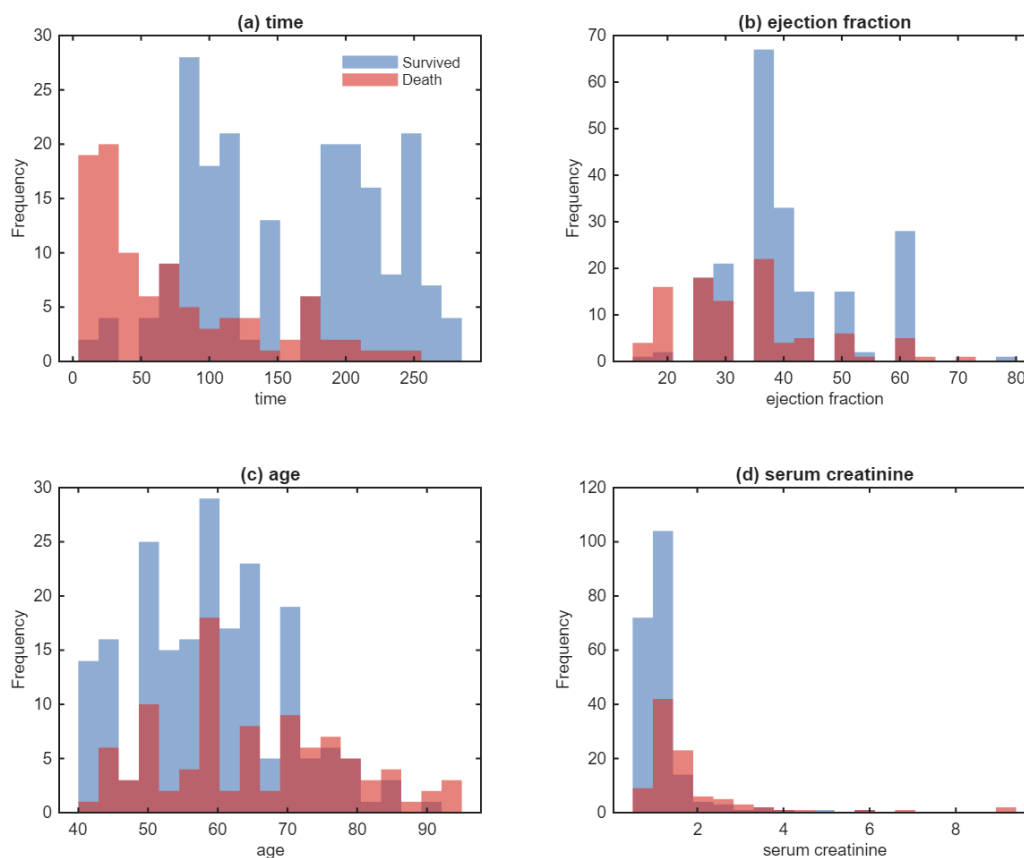 (a) time
30
25
20
15
10
5
0
Frequency
Survived
Death
0 50 100 150 200 250
time
(b) ejection fraction
70
60
50
40
30
20
10
0
Frequency
20 30 40 50 60 70 80
ejection fraction
(c) age
30
25
20
15
10
5
0
Frequency
40 50 60 70 80 90
age
(d) serum creatinine
120
100
80
60
40
20
0
Frequency
2 4 6 8
serum creatinine